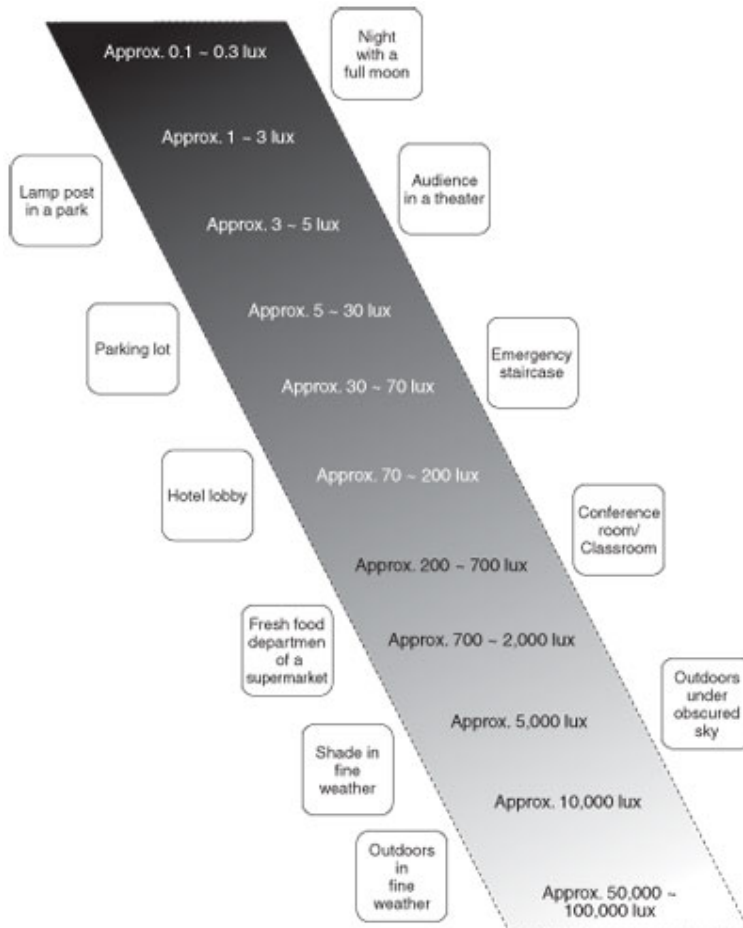 Approx. 0.1 ~ 0.3 lux
Night
with a
full moon
Approx. 1 ~ 3 lux
Lamp post
in a park
Audience
in a theater
Approx. 3 ~ 5 lux
Approx. 5 ~ 30 lux
Parking lot
Emergency
staircase
Approx. 30 ~ 70 lux
Approx. 70 ~ 200 lux
Hotel lobby
Conference
room/
Classroom
Approx. 200 ~ 700 lux
Fresh food
departmen
of a
supermarket
Approx. 700 ~ 2,000 lux
Outdoors
under
obscured
sky
Approx. 5,000 lux
Shade in
fine
weather
Approx. 10,000 lux
Outdoors
in
fine
weather
Approx. 50,000 ~
100,000 lux